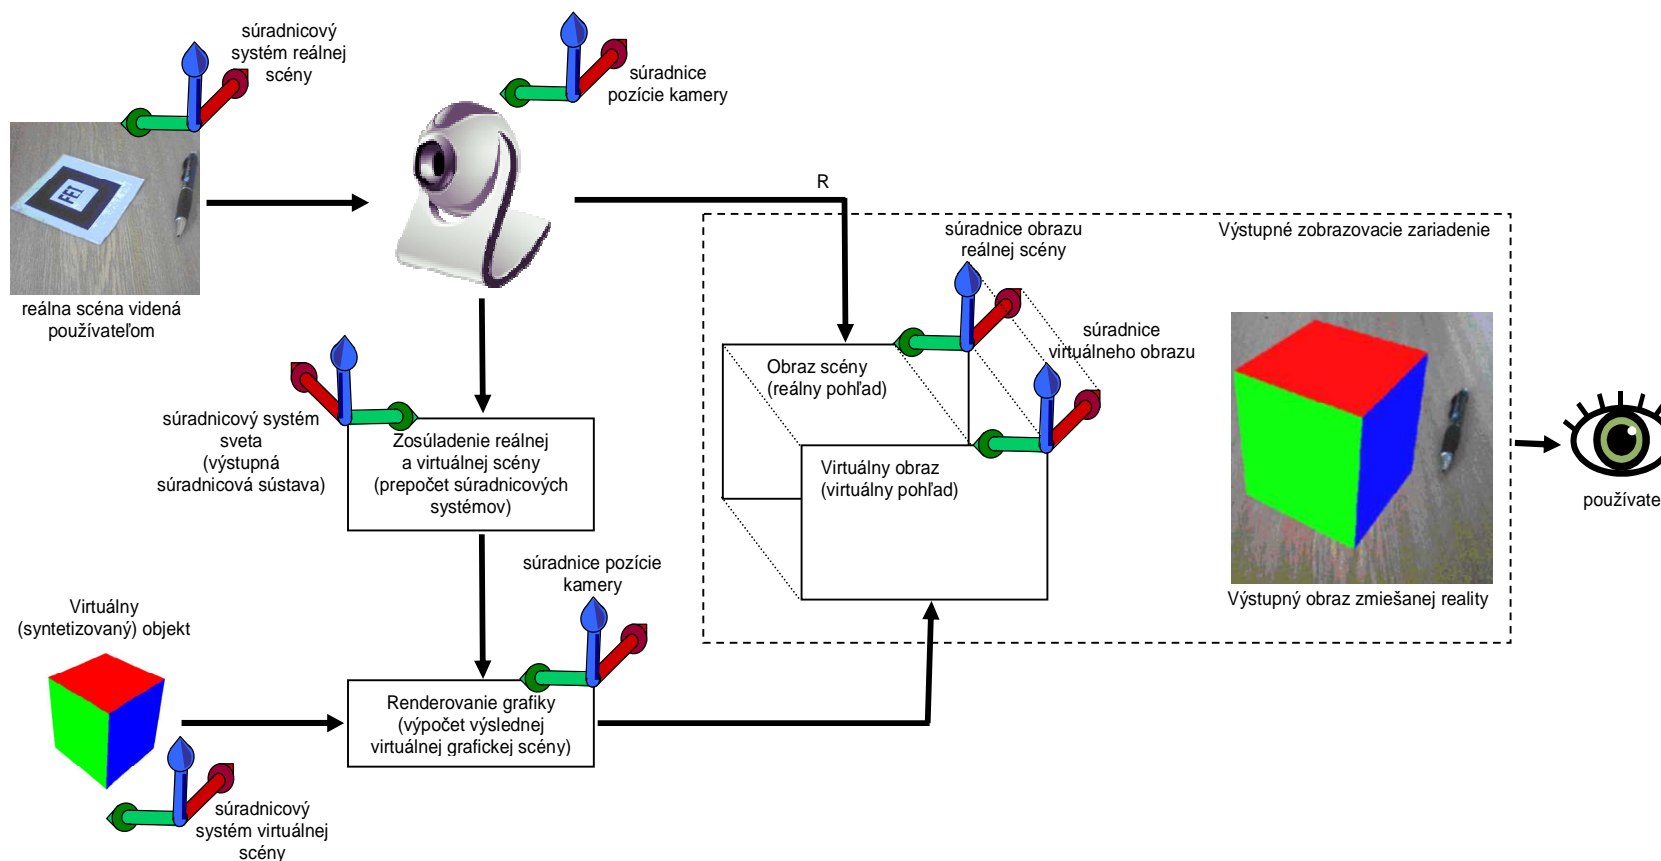 súradnicový
systém reálnej
scény
súradnice
pozície kamery
FEI
reálna scéna videná
používateľom
R
súradnice obrazu
reálnej scény
Výstupné zobrazovacie zariadenie
súradnice
virtuálneho obrazu
Obraz scény
(reálny pohľad)
súradnicový systém
sveta
(výstupná
súradnicová sústava)
Zosúladenie reálnej
a virtuálnej scény
(prepočet súradnicových
systémov)
Virtuálny obraz
(virtuálny pohľad)
používate
súradnice pozície
kamery
Výstupný obraz zmiešanej reality
Virtuálny
(syntetizovaný) objekt
Renderovanie grafiky
(výpočet výslednej
virtuálnej grafickej scény)
súradnicový
systém virtuálnej
scény